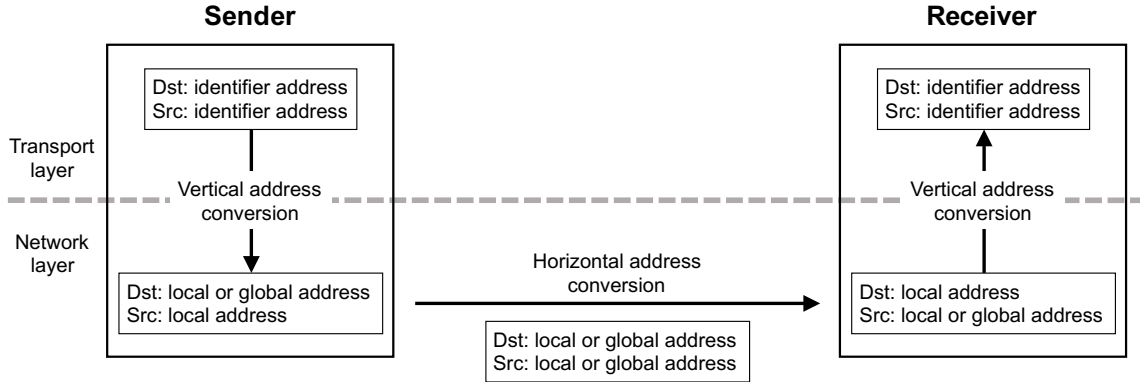 Sender
Receiver
Dst: identifier address
Src: identifier address
Dst: identifier address
Src: identifier address
Transport
layer
Vertical address
conversion
Vertical address
conversion
Network
layer
Dst: local or global address
Src: local address
Horizontal address
conversion
Dst: local or global address
Src: local or global address
Dst: local address
Src: local or global address